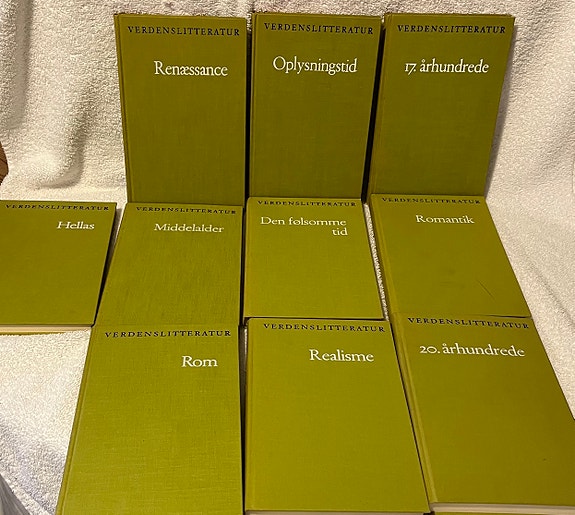 VERDENSLITTERATUR
Renæssance
VERDENSLITTERATUR
Oplysningstid
VERDENSLITTERATUR
17. århundrede
VERDENSLITTERATUR
Hellas
VERDENSLITTERATUR
Middelalder
VERDENSLITTERATUR
Den følsomme
tid
VERDENSLITTERATUR
Romantik
VERDENSLITTERATUR
Rom
VERDENSLITTERATUR
Realisme
VERDENSLITTERATUR
20. århundrede